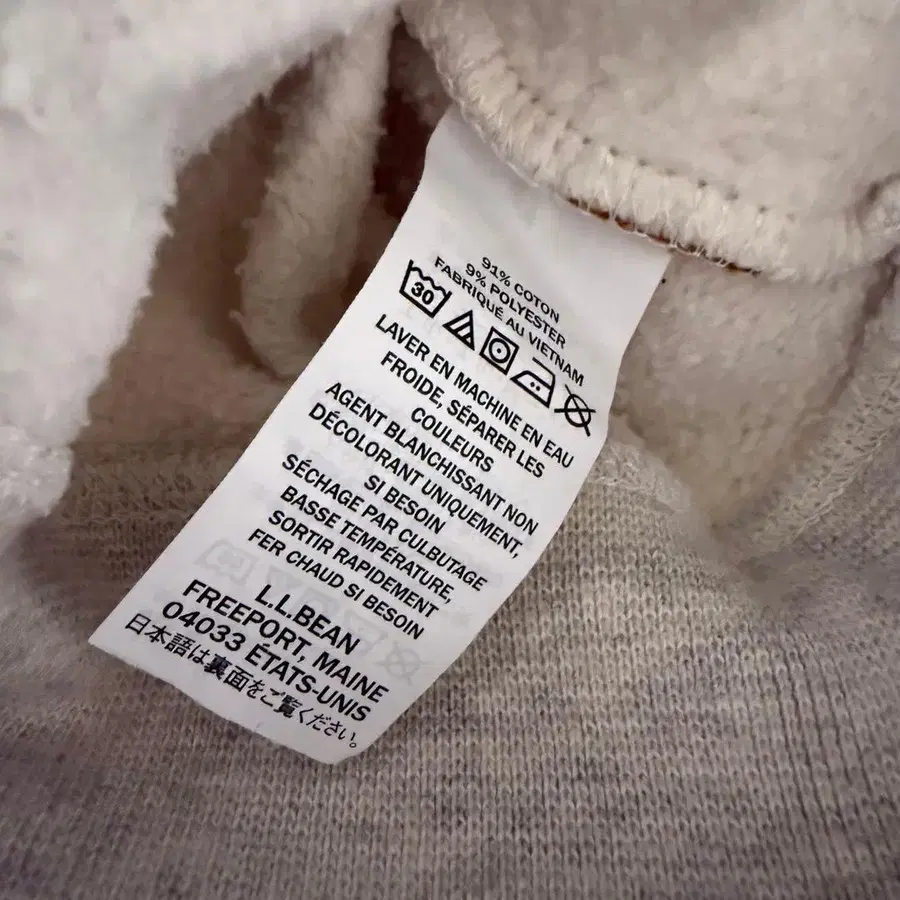 91% COTON
9% POLYESTER
FABRIQUÉ AU VIETNAM
30
LAVER EN MACHINE EN EAU
FROIDE, SÉPARER LES
COULEURS
AGENT BLANCHISSANT NON
DÉCOLORANT UNIQUEMENT,
SI BESOIN
SÉCHAGE PAR CULBUTAGE
BASSE TEMPÉRATURE,
SORTIR RAPIDEMENT
FER CHAUD SI BESOIN
L.L.BEAN
FREEPORT, MAINE
04033 ÉTATS-UNIS
日本語は裏面をご覧ください。